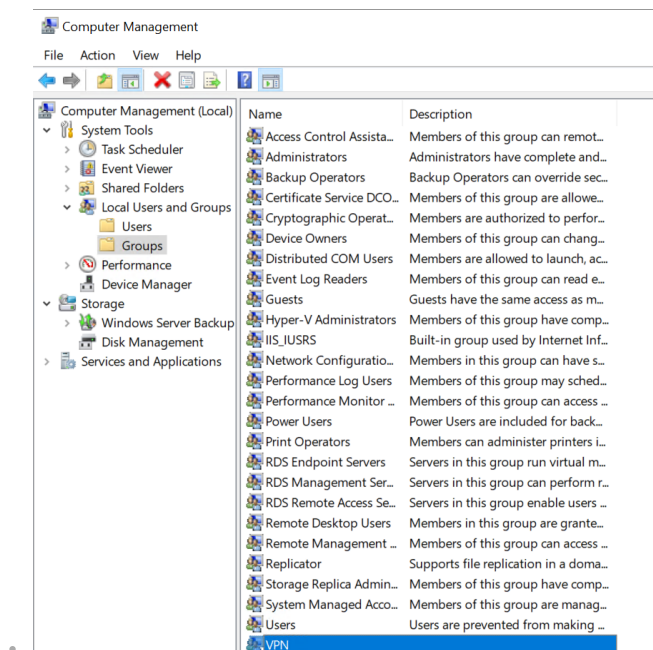 Computer Management
File Action View Help
Computer Management (Local)
System Tools
Task Scheduler
Event Viewer
Shared Folders
Local Users and Groups
Users
Groups
Performance
Device Manager
Storage
Windows Server Backup
Disk Management
Services and Applications
Name Description
Access Control Assista... Members of this group can remot...
Administrators Administrators have complete and...
Backup Operators Backup Operators can override sec...
Certificate Service DCO... Members of this group are allowe...
Cryptographic Operat... Members are authorized to perfor...
Device Owners Members of this group can chang...
Distributed COM Users Members are allowed to launch, ac...
Event Log Readers Members of this group can read e...
Guests Guests have the same access as m...
Hyper-V Administrators Members of this group have comp...
IIS_IUSRS Built-in group used by Internet Inf...
Network Configuratio... Members in this group can have s...
Performance Log Users Members of this group may sched...
Performance Monitor ... Members of this group can access ...
Power Users Power Users are included for back...
Print Operators Members can administer printers i...
RDS Endpoint Servers Servers in this group run virtual m...
RDS Management Ser... Servers in this group can perform r...
RDS Remote Access Se... Servers in this group enable users ...
Remote Desktop Users Members in this group are grante...
Remote Management ... Members of this group can access ...
Replicator Supports file replication in a doma...
Storage Replica Admin... Members of this group have comp...
System Managed Acco... Members of this group are manag...
Users Users are prevented from making ...
VPN